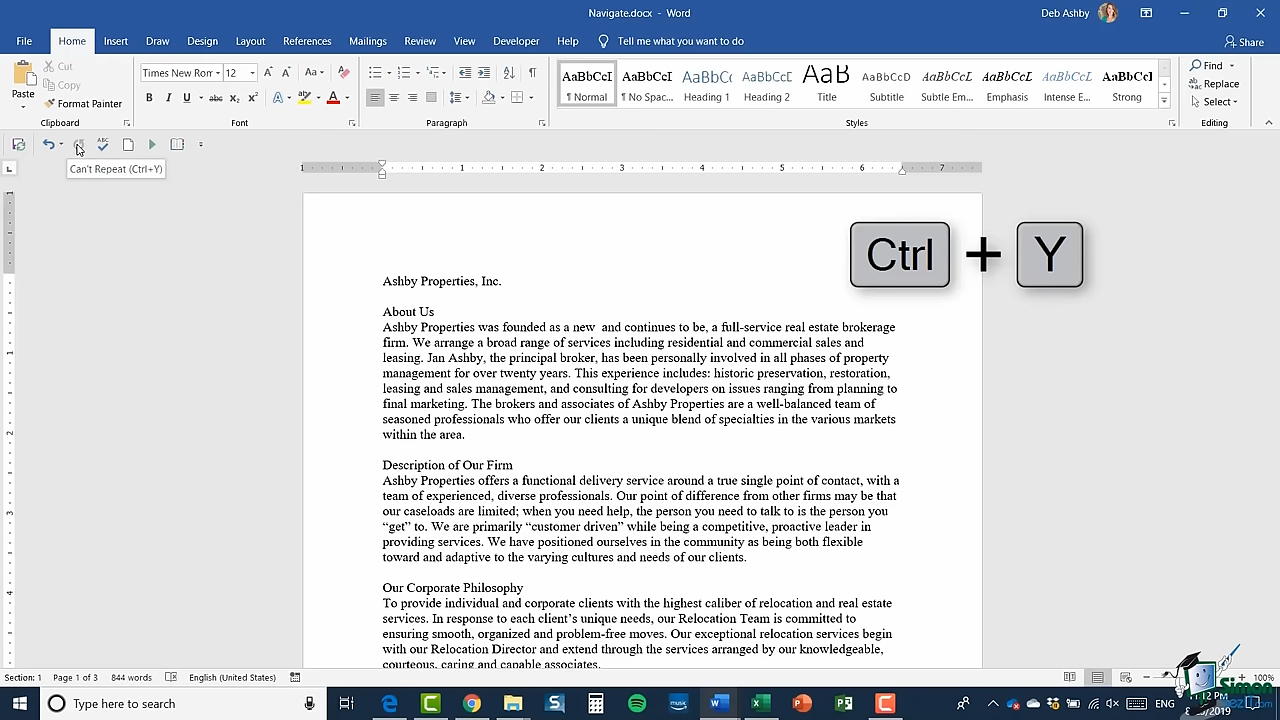 Navigate.docx - Word
Deb Ashby
File Home Insert Draw Design Layout References Mailings Review View Developer Help Tell me what you want to do
Share
Paste
Cut
Copy
Format Painter
Clipboard
Times New Ron 12
Font
Paragraph
AaBbCcI AaBbCcL AaBbCc AaBbCcE AaB AaBbCcD AaBbCcL AaBbCcL AaBbCcL AaBbCcI
¶ Normal ¶ No Spac... Heading 1 Heading 2 Title Subtitle Subtle Em... Emphasis Intense E... Strong
Styles
Find
Replace
Select
Editing
Can't Repeat (Ctrl+Y)
1 1 2 3 4 5 6 7
Ctrl + Y
Ashby Properties, Inc.
About Us
Ashby Properties was founded as a new and continues to be, a full-service real estate brokerage
firm. We arrange a broad range of services including residential and commercial sales and
leasing. Jan Ashby, the principal broker, has been personally involved in all phases of property
management for over twenty years. This experience includes: historic preservation, restoration,
leasing and sales management, and consulting for developers on issues ranging from planning to
final marketing. The brokers and associates of Ashby Properties are a well-balanced team of
seasoned professionals who offer our clients a unique blend of specialties in the various markets
within the area.
Description of Our Firm
Ashby Properties offers a functional delivery service around a true single point of contact, with a
team of experienced, diverse professionals. Our point of difference from other firms may be that
our caseloads are limited; when you need help, the person you need to talk to is the person you
“get” to. We are primarily “customer driven” while being a competitive, proactive leader in
providing services. We have positioned ourselves in the community as being both flexible
toward and adaptive to the varying cultures and needs of our clients.
Our Corporate Philosophy
To provide individual and corporate clients with the highest caliber of relocation and real estate
services. In response to each client’s unique needs, our Relocation Team is committed to
ensuring smooth, organized and problem-free moves. Our exceptional relocation services begin
with our Relocation Director and extend through the services arranged by our knowledgeable,
courteous, caring and capable associates.
Section: 1 Page 1 of 3 844 words English (United States) 100%
Type here to search
music
ENG